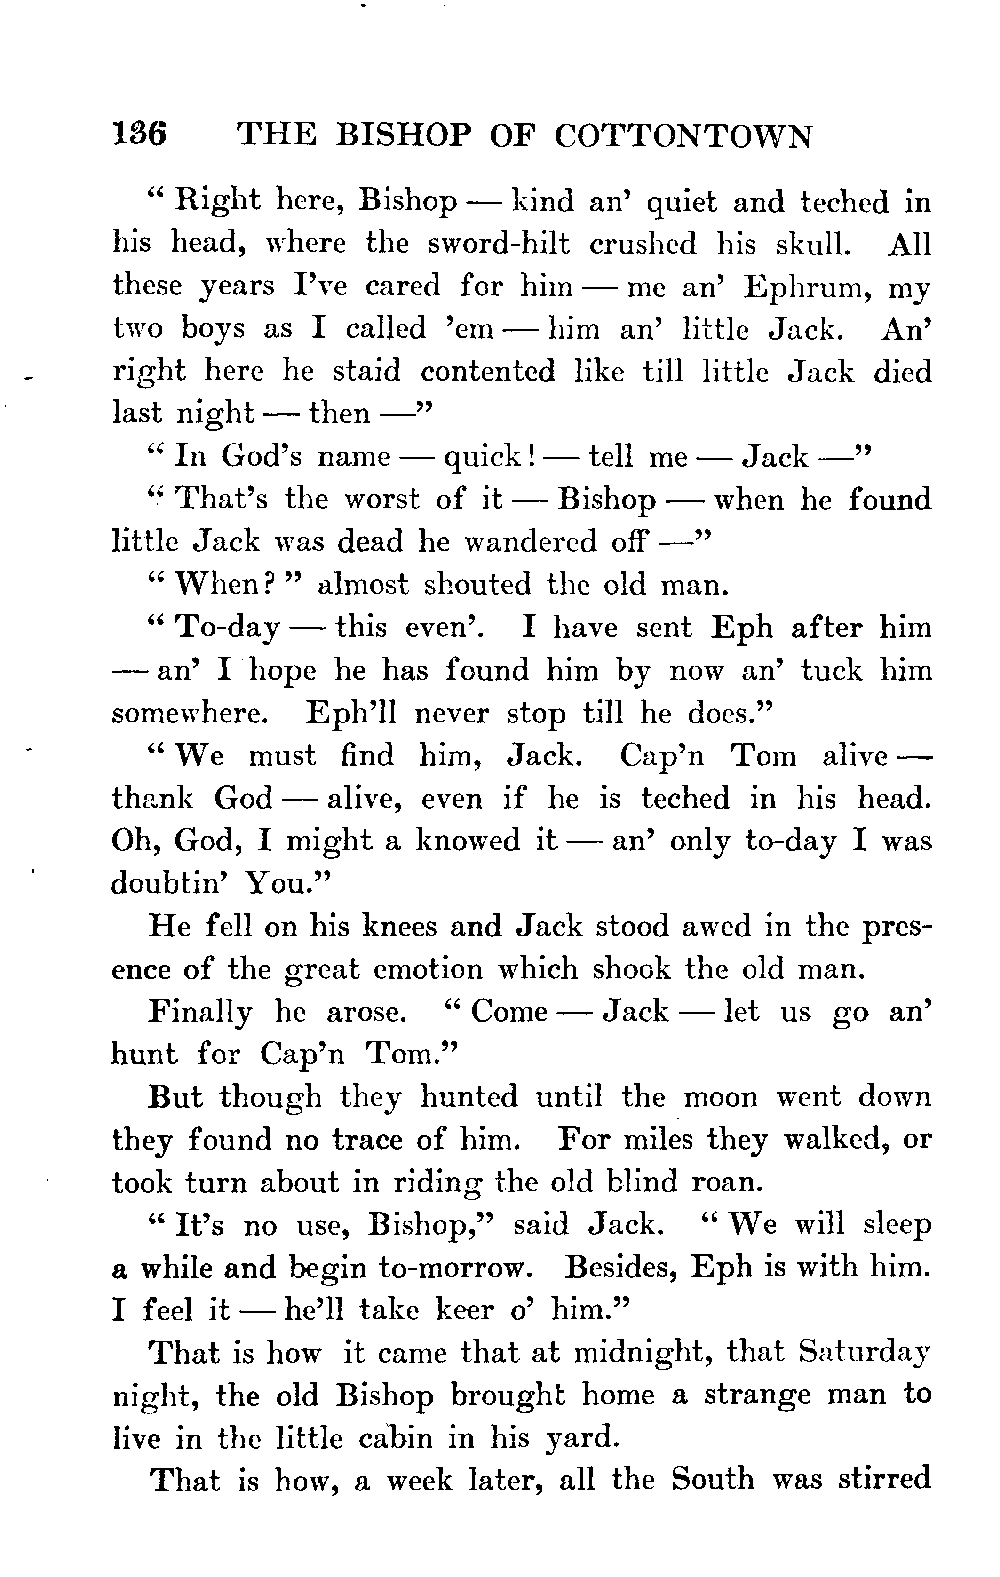 136 THE BISHOP OF COTTONTOWN
“ Right here, Bishop — kind an’ quiet and teched in
his head, where the sword-hilt crushed his skull. All
these years I’ve cared for him — me an’ Ephrum, my
two boys as I called ’em — him an’ little Jack. An’
right here he staid contented like till little Jack died
last night — then —”
“ In God’s name — quick! — tell me — Jack —”
“ That’s the worst of it — Bishop — when he found
little Jack was dead he wandered off —”
“ When? ” almost shouted the old man.
“ To-day — this even’. I have sent Eph after him
— an’ I hope he has found him by now an’ tuck him
somewhere. Eph’ll never stop till he does.”
“ We must find him, Jack. Cap’n Tom alive —
thank God — alive, even if he is teched in his head.
Oh, God, I might a knowed it — an’ only to-day I was
doubtin’ You.”
He fell on his knees and Jack stood awed in the pres-
ence of the great emotion which shook the old man.
Finally he arose. “ Come — Jack — let us go an’
hunt for Cap’n Tom.”
But though they hunted until the moon went down
they found no trace of him. For miles they walked, or
took turn about in riding the old blind roan.
“ It’s no use, Bishop,” said Jack. “ We will sleep
a while and begin to-morrow. Besides, Eph is with him.
I feel it — he’ll take keer o’ him.”
That is how it came that at midnight, that Saturday
night, the old Bishop brought home a strange man to
live in the little cabin in his yard.
That is how, a week later, all the South was stirred